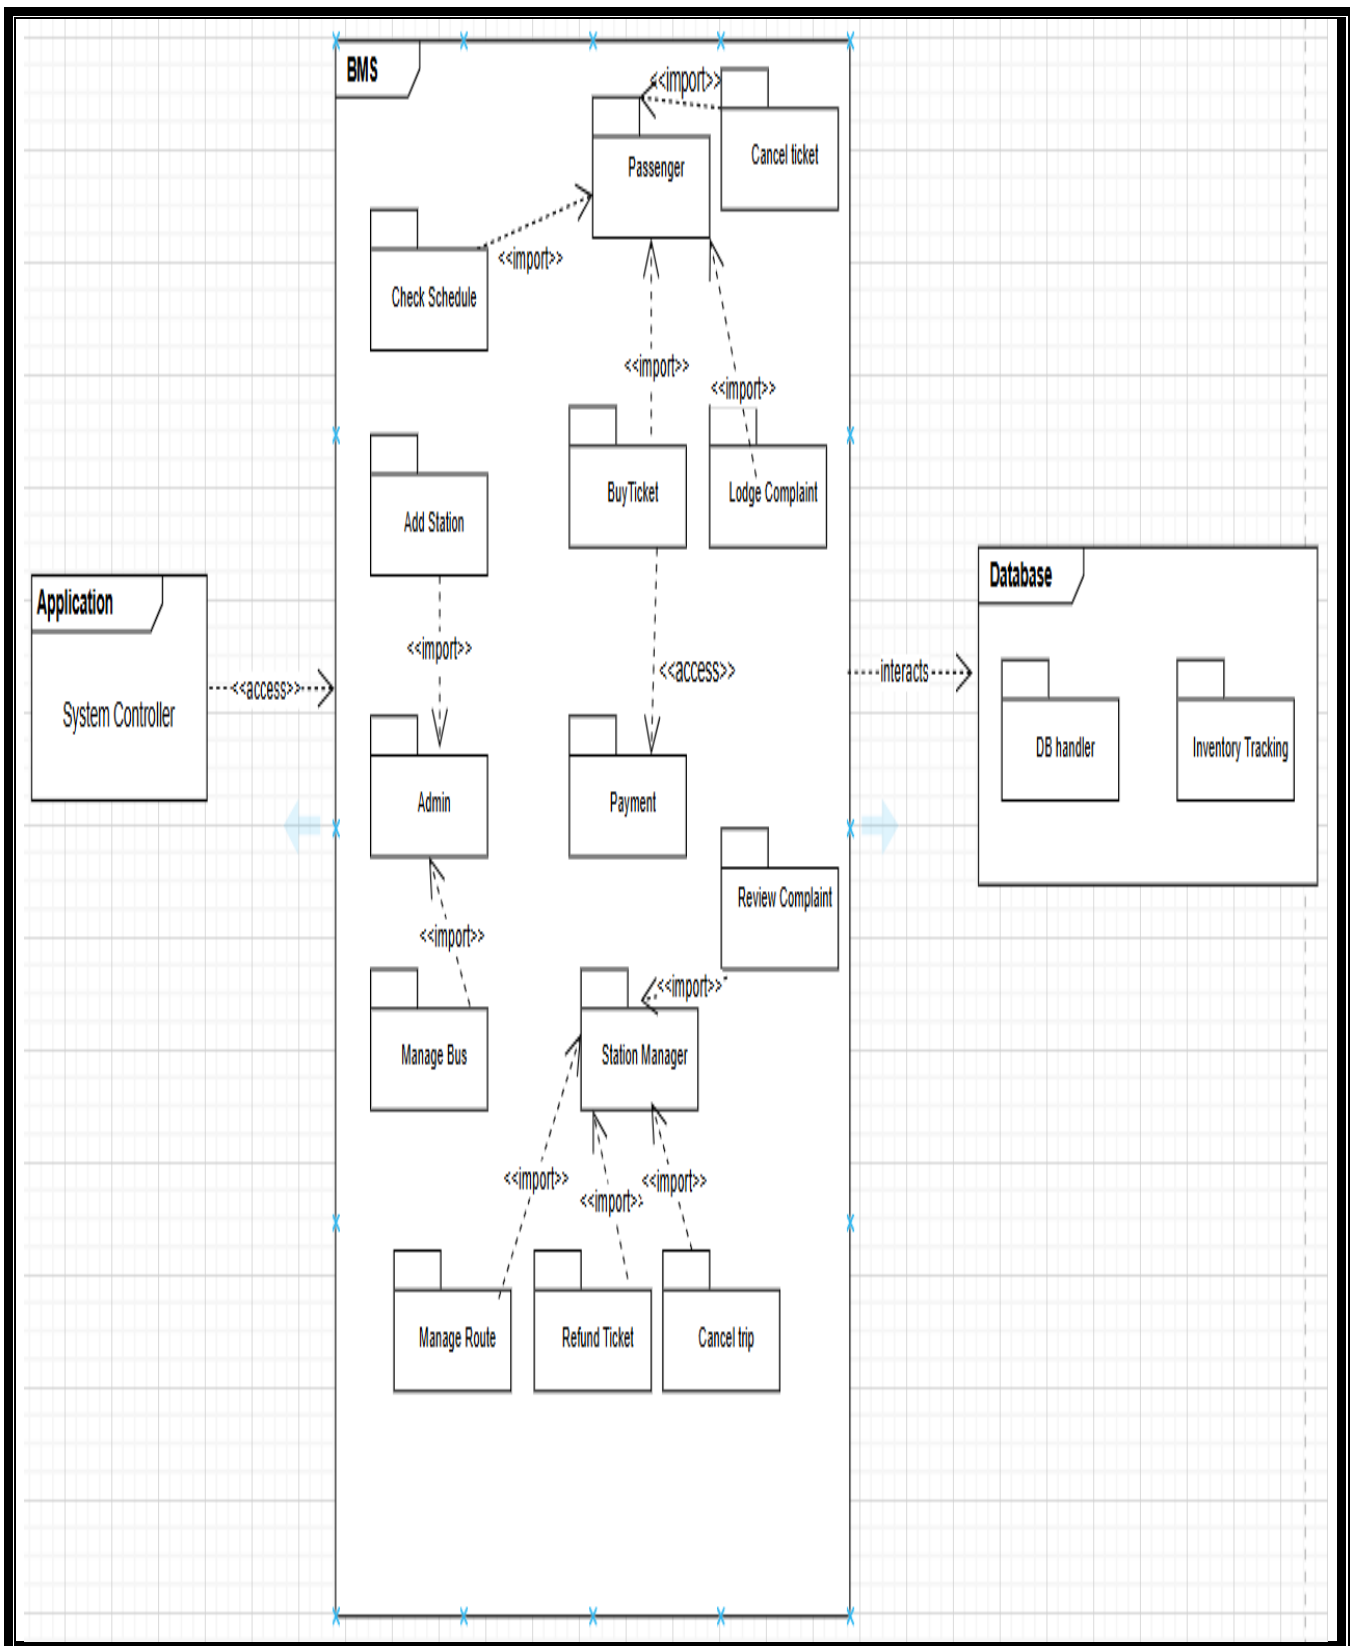 BMS
<<import>>
Cancel ticket
Passenger
<<import>>
Check Schedule
<<import>>
<<import>>
BuyTicket
Lodge Complaint
Add Station
Application
System Controller
<<access>>
<<import>>
<<access>>
interacts
Database
DB handler
Inventory Tracking
Admin
Payment
Review Complaint
<<import>>
<<import>>
Manage Bus
Station Manager
<<import>>
<<import>>
<<import>>
Manage Route
Refund Ticket
Cancel trip